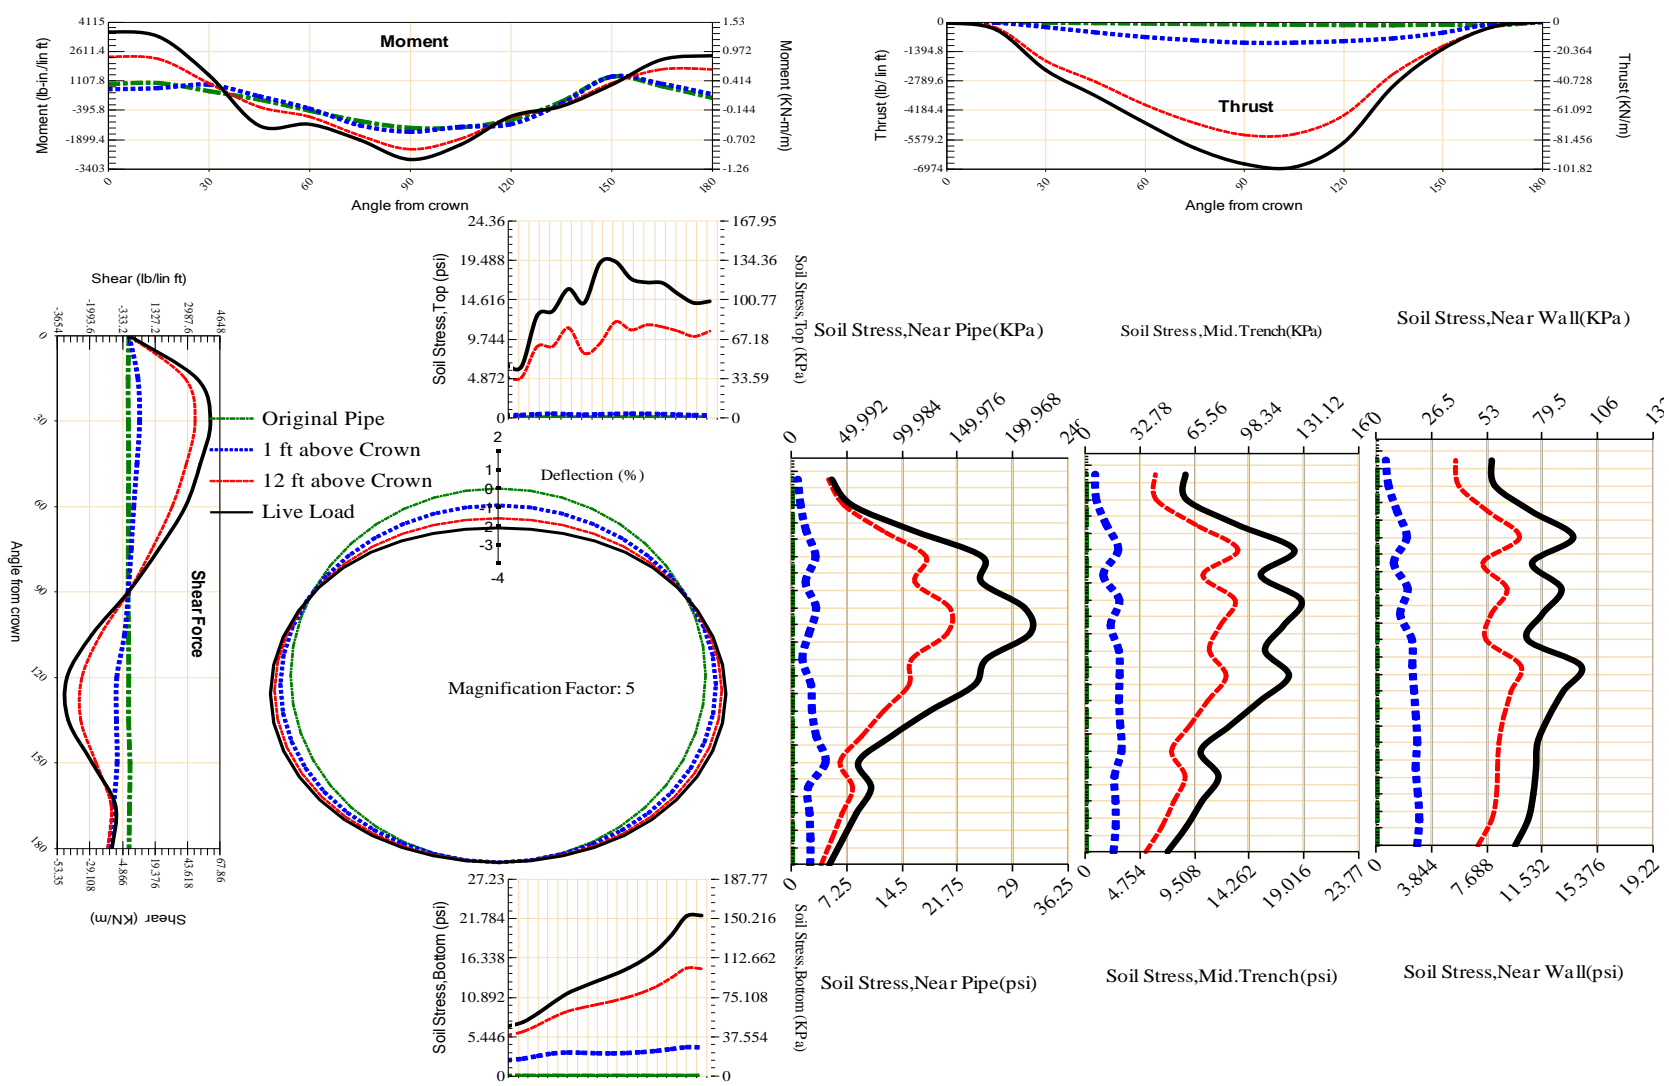 4115
2611.4
1107.8
-395.8
-1899.4
-3403
Moment (lb-in /lin ft)
Moment
1.53
0.972
0.414
-0.144
-0.702
-1.26
Moment (KN-m/m)
0 30 60 90 120 150 180
Angle from crown
0
-1394.8
-2789.6
-4184.4
-5579.2
-6974
Thrust (lb/ lin ft)
Thrust
0
-20.364
-40.728
-61.092
-81.456
-101.82
Thrust (KN/m)
0 30 60 90 120 150 180
Angle from crown
Shear (lb/lin ft)
-3654 -1993.6 -333.2 1327.2 2987.6 4648
0
30
60
90
120
150
180
Angle from crown
Shear Force
-53.35 -29.108 -4.866 19.376 43.618 67.86
Shear (KN/m)
Original Pipe
1 ft above Crown
12 ft above Crown
Live Load
24.36
19.488
14.616
9.744
4.872
0
Soil Stress,Top (psi)
167.95
134.36
100.77
67.18
33.59
0
Soil Stress,Top (KPa)
2
1
0
-1
-2
-3
-4
Deflection (%)
Magnification Factor: 5
27.23
21.784
16.338
10.892
5.446
0
Soil Stress,Bottom (psi)
187.77
150.216
112.662
75.108
37.554
0
Soil Stress,Bottom (KPa)
Soil Stress,Near Pipe(KPa)
0 49.992 99.984 149.976 199.968
0 7.25 14.5 21.75 29 36.25
Soil Stress,Near Pipe(psi)
Soil Stress,Mid.Trench(KPa)
0 32.78 65.56 98.34 131.12
0 4.754 9.508 14.262 19.016 23.77
Soil Stress,Mid.Trench(psi)
Soil Stress,Near Wall(KPa)
0 26.5 53 79.5 106
0 3.844 7.688 11.532 15.376 19.22
Soil Stress,Near Wall(psi)